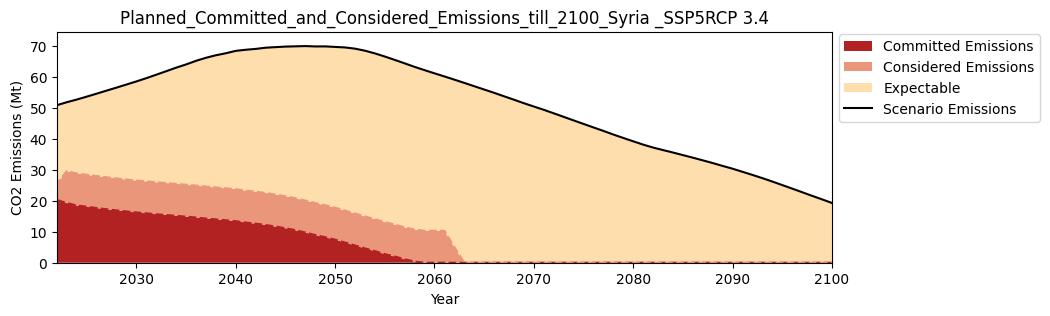 Planned_Committed_and_Considered_Emissions_till_2100_Syria _SSP5RCP 3.4
CO2 Emissions (Mt)
70
60
50
40
30
20
10
0
2030
2040
2050
2060
2070
2080
2090
2100
Year
Committed Emissions
Considered Emissions
Expectable
Scenario Emissions